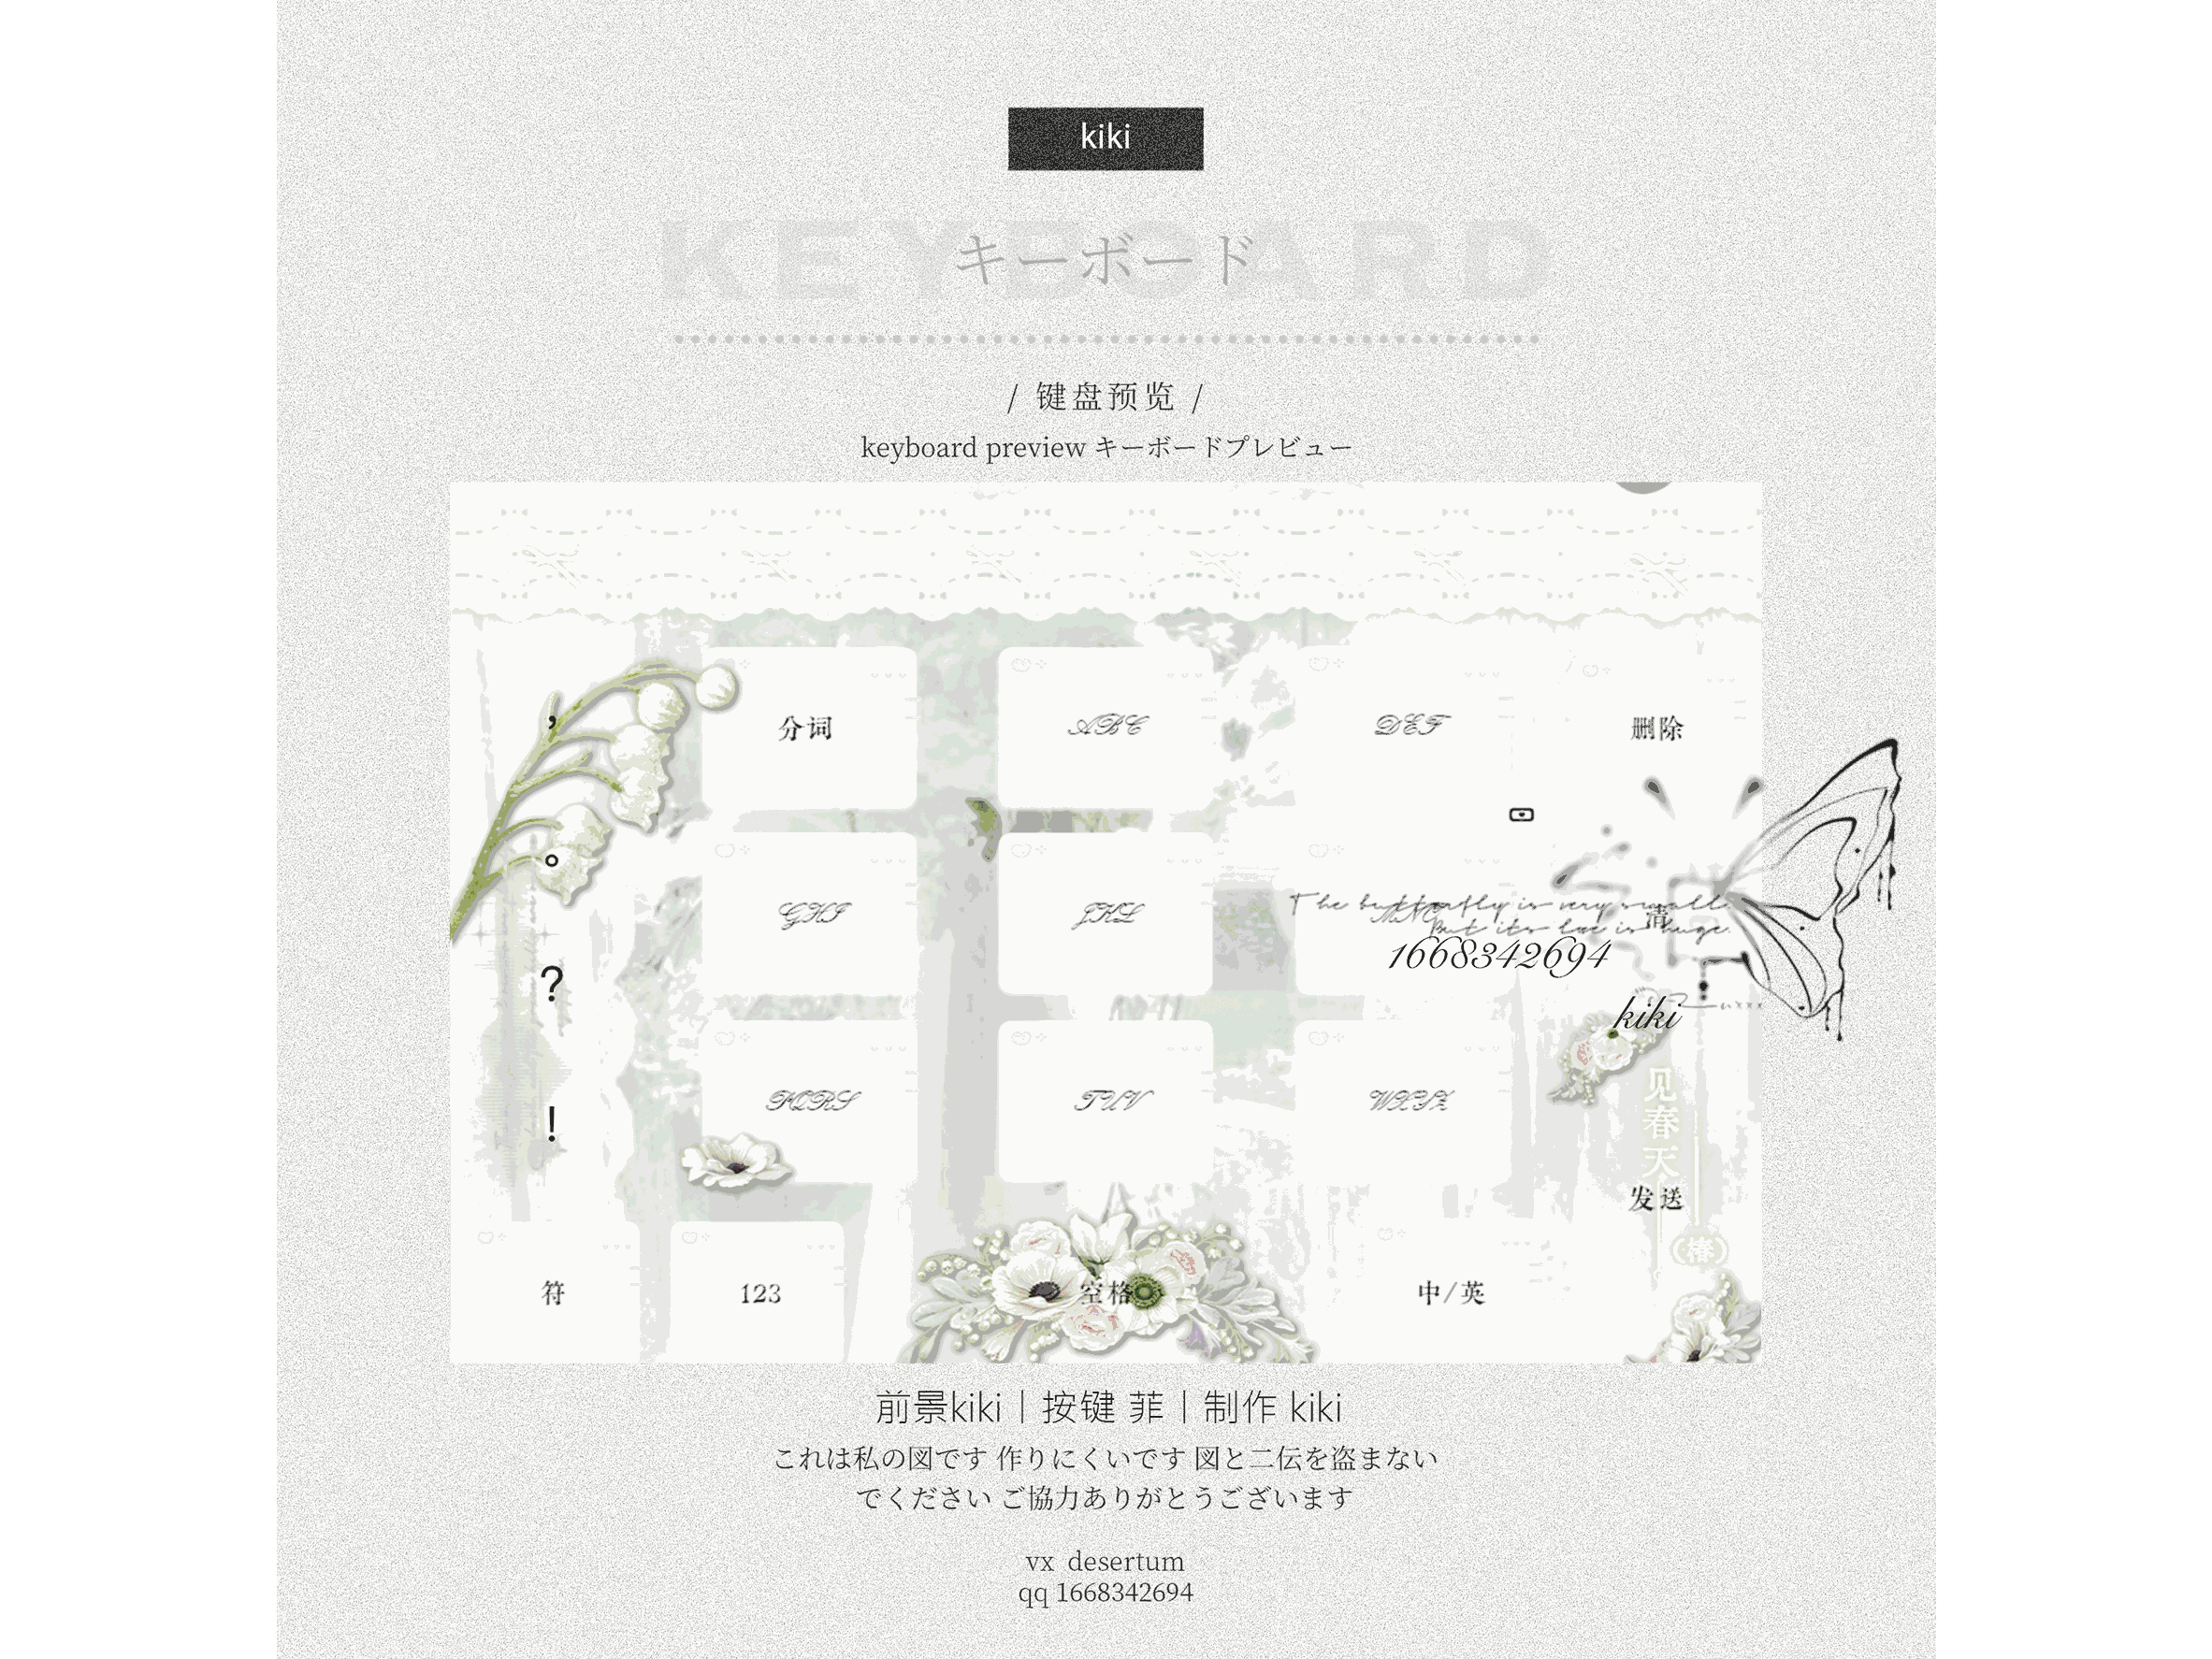 kiki
KEYBOARD
キーボード
/ 键盘预览 /
keyboard preview キーボードプレビュー
，
分词
ABC
DEF
删除
。
GHI
JKL
MNO
清
The butterfly is very small.
But its love is huge.
1668342694
?
kiki
PQRS
TUV
WXYZ
!
见春天
发送
符
123
空格
中/英
前景kiki｜按键 菲｜制作 kiki
これは私の図です 作りにくいです 図と二伝を盗まない
でください ご協力ありがとうございます
vx desertum
qq 1668342694